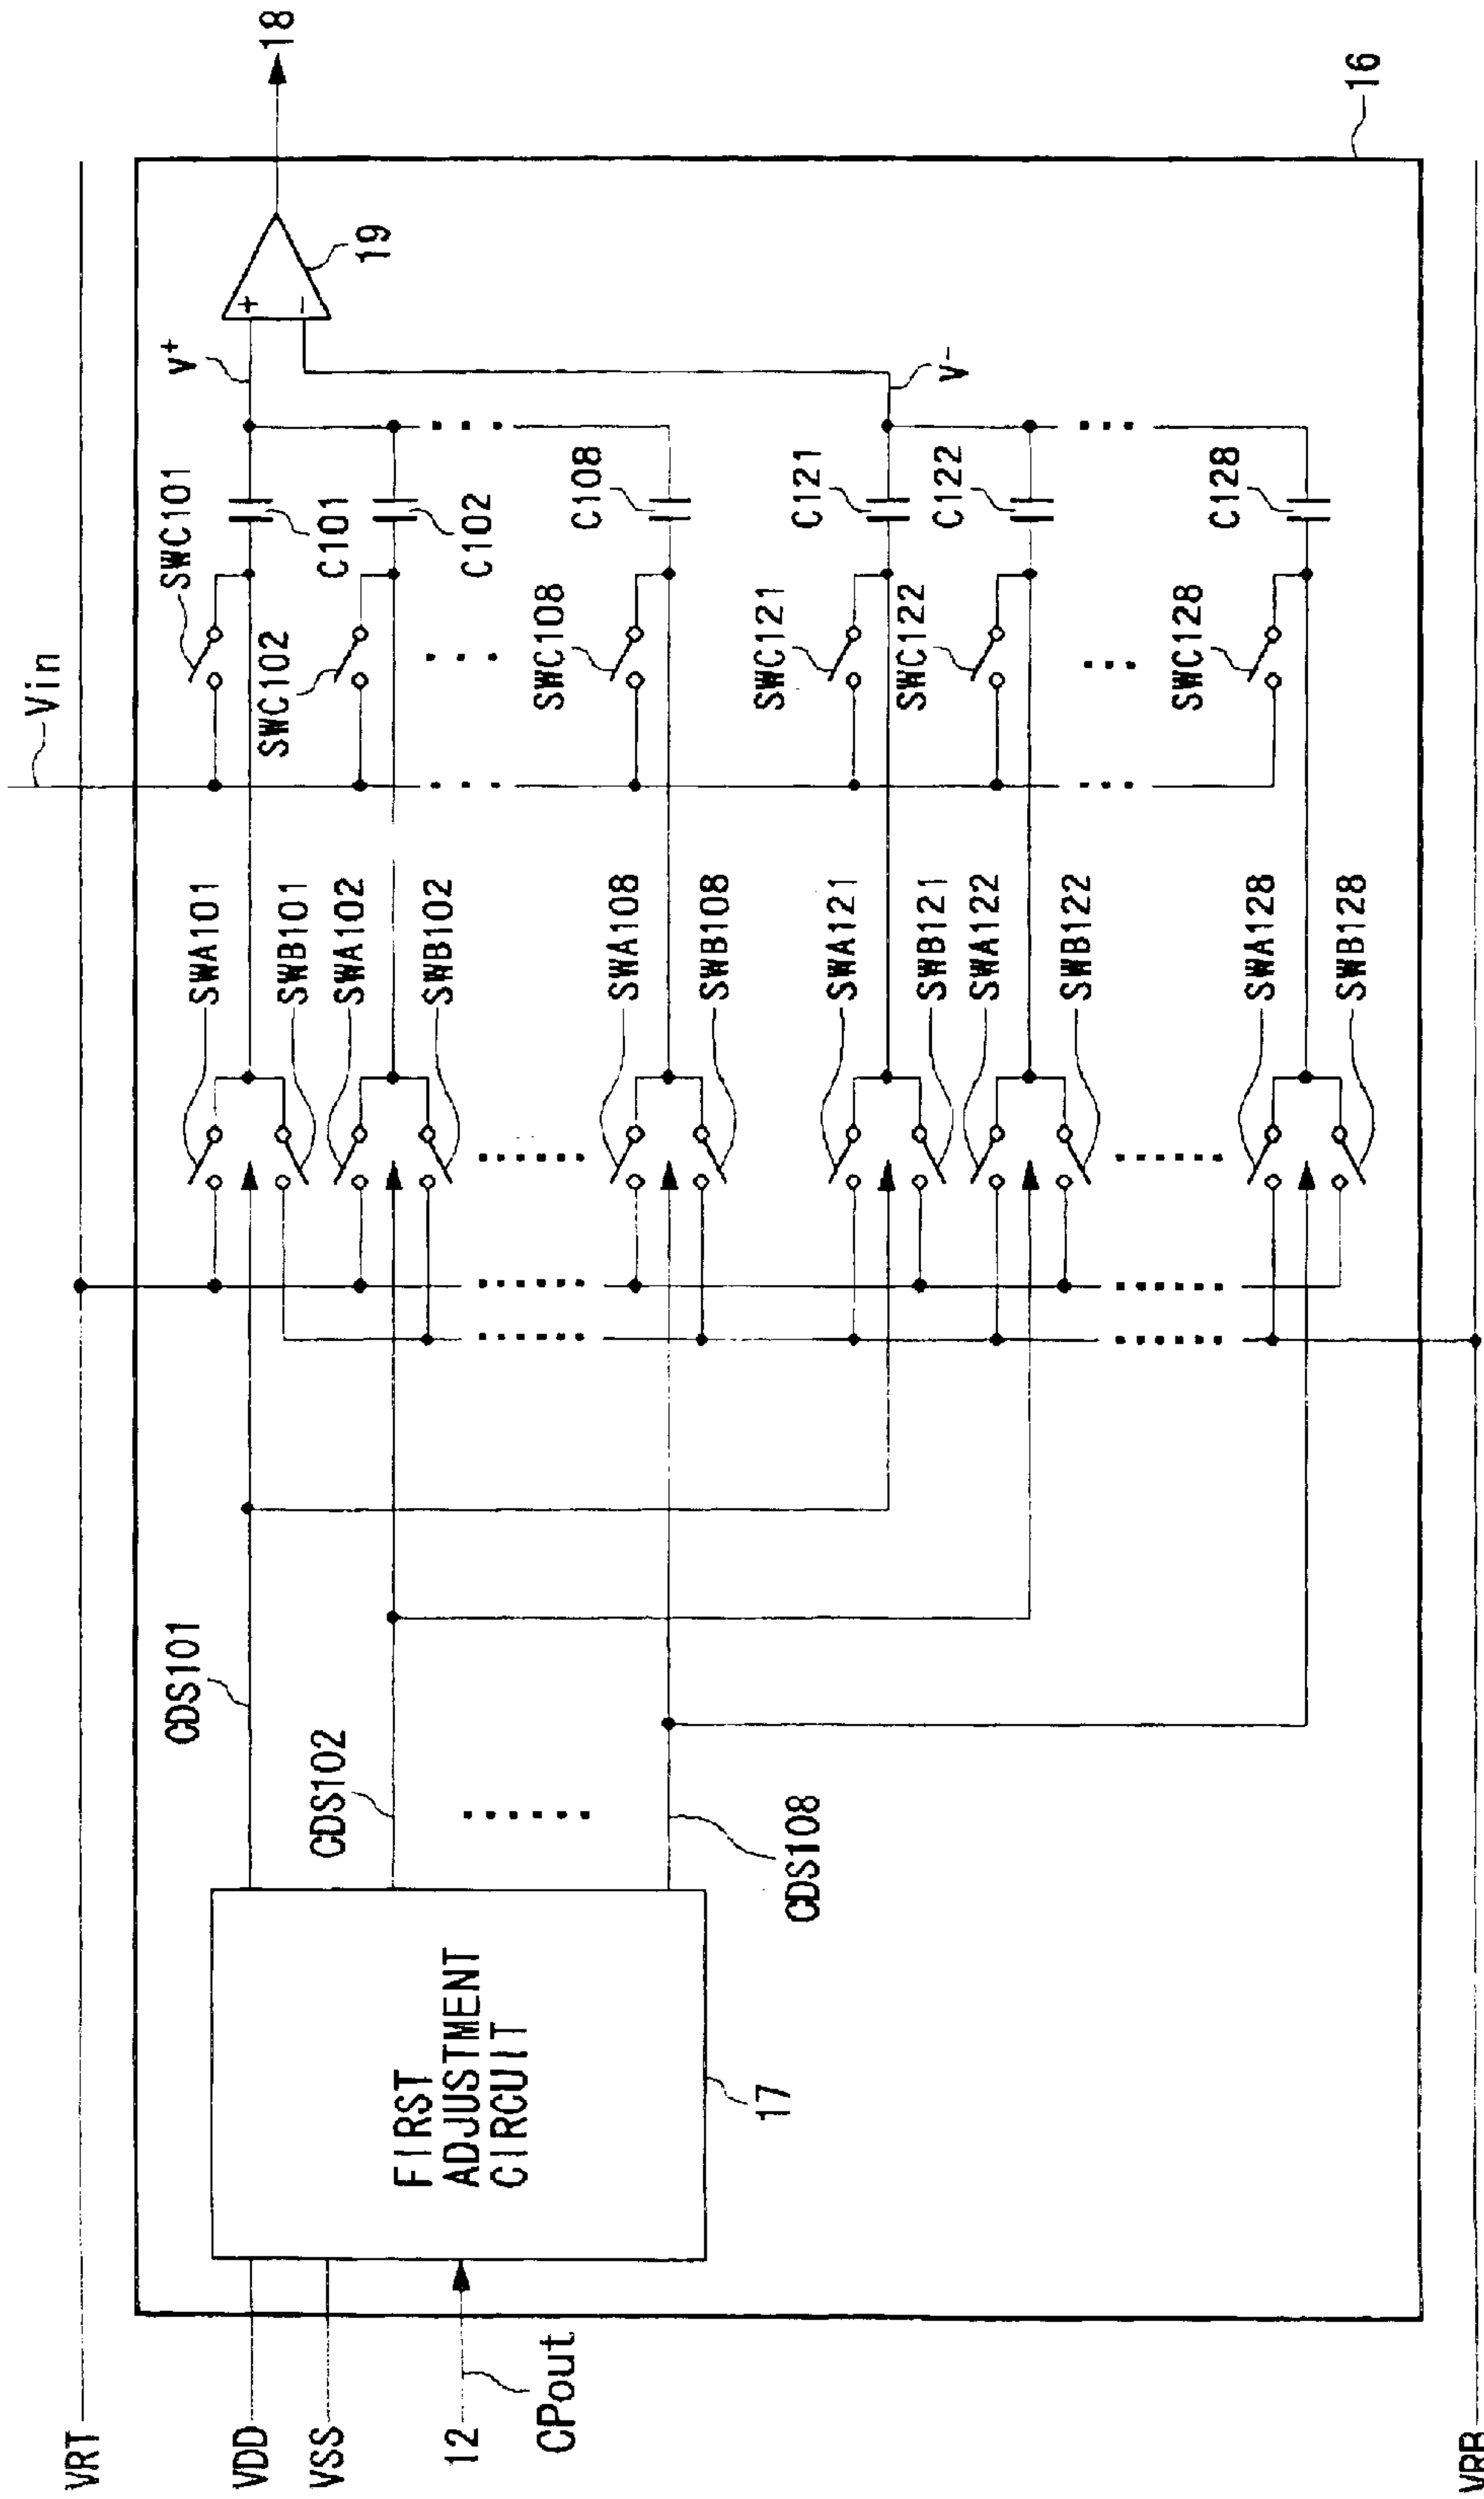 VRT
VDD
VSS
12
CPout
VRB
FIRST
ADJUSTMENT
CIRCUIT
17
CDS101
CDS102
CDS108
SWA101
SWB101
SWA102
SWB102
SWA108
SWB108
SWA121
SWB121
SWA122
SWB122
SWA128
SWB128
Vin
SWC101
SWC102
SWC108
SWC121
SWC122
SWC128
C101
C102
C108
C121
C122
C128
V+
V-
+
-
19
18
16